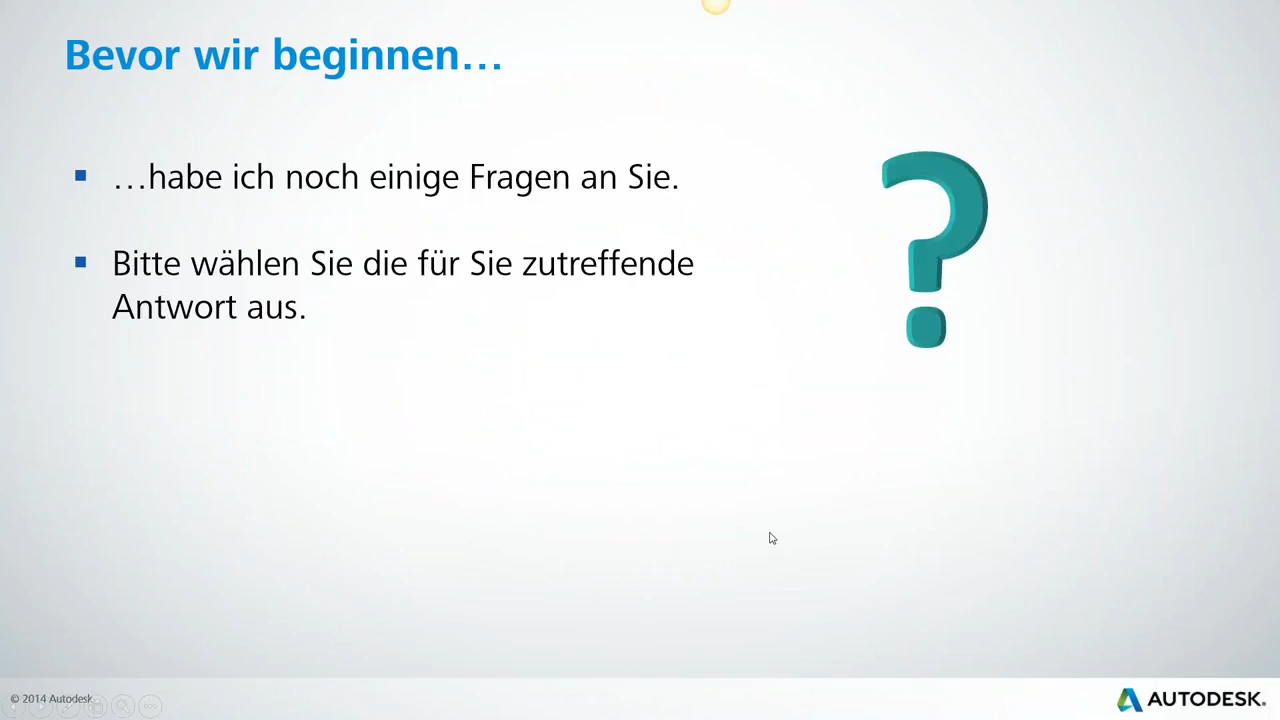 Bevor wir beginnen…
…habe ich noch einige Fragen an Sie.
Bitte wählen Sie die für Sie zutreffende
Antwort aus.
?
© 2014 Autodesk
AUTODESK.